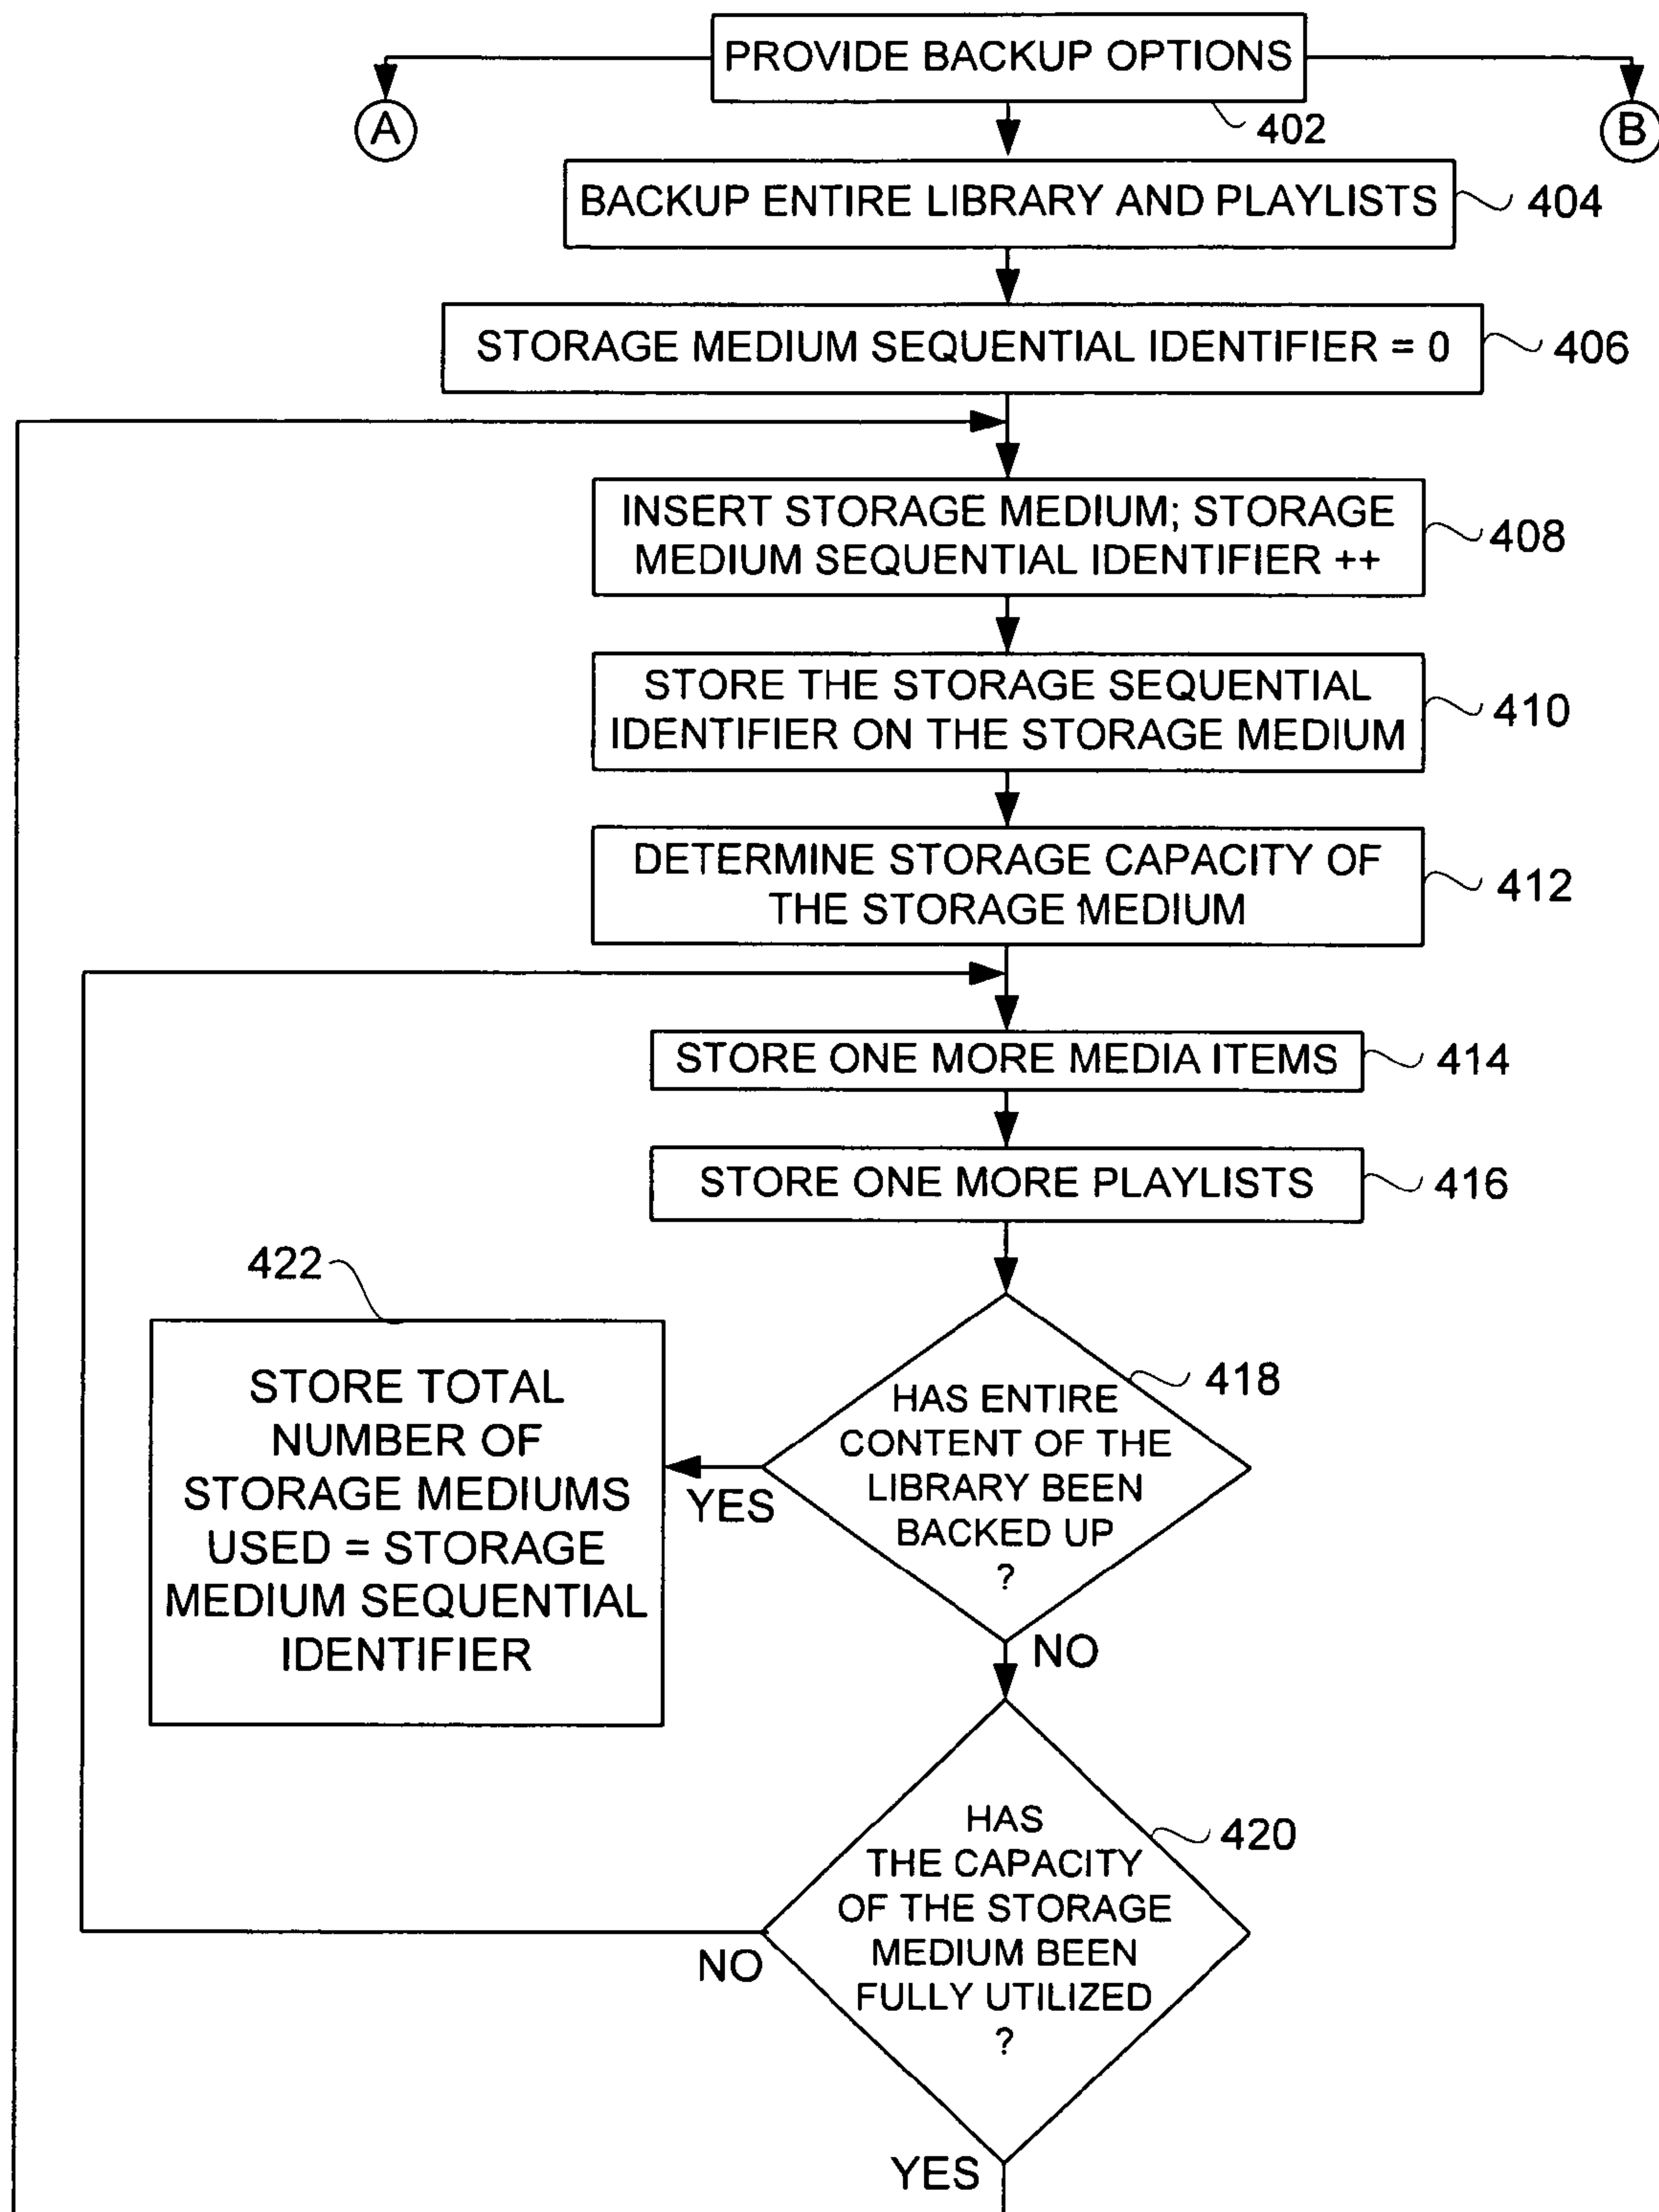 PROVIDE BACKUP OPTIONS
A
402
B
BACKUP ENTIRE LIBRARY AND PLAYLISTS
404
STORAGE MEDIUM SEQUENTIAL IDENTIFIER = 0
406
INSERT STORAGE MEDIUM; STORAGE
MEDIUM SEQUENTIAL IDENTIFIER ++
408
STORE THE STORAGE SEQUENTIAL
IDENTIFIER ON THE STORAGE MEDIUM
410
DETERMINE STORAGE CAPACITY OF
THE STORAGE MEDIUM
412
STORE ONE MORE MEDIA ITEMS
414
STORE ONE MORE PLAYLISTS
416
422
STORE TOTAL
NUMBER OF
STORAGE MEDIUMS
USED = STORAGE
MEDIUM SEQUENTIAL
IDENTIFIER
YES
HAS ENTIRE
CONTENT OF THE
LIBRARY BEEN
BACKED UP
?
418
NO
HAS
THE CAPACITY
OF THE STORAGE
MEDIUM BEEN
FULLY UTILIZED
?
420
NO
YES